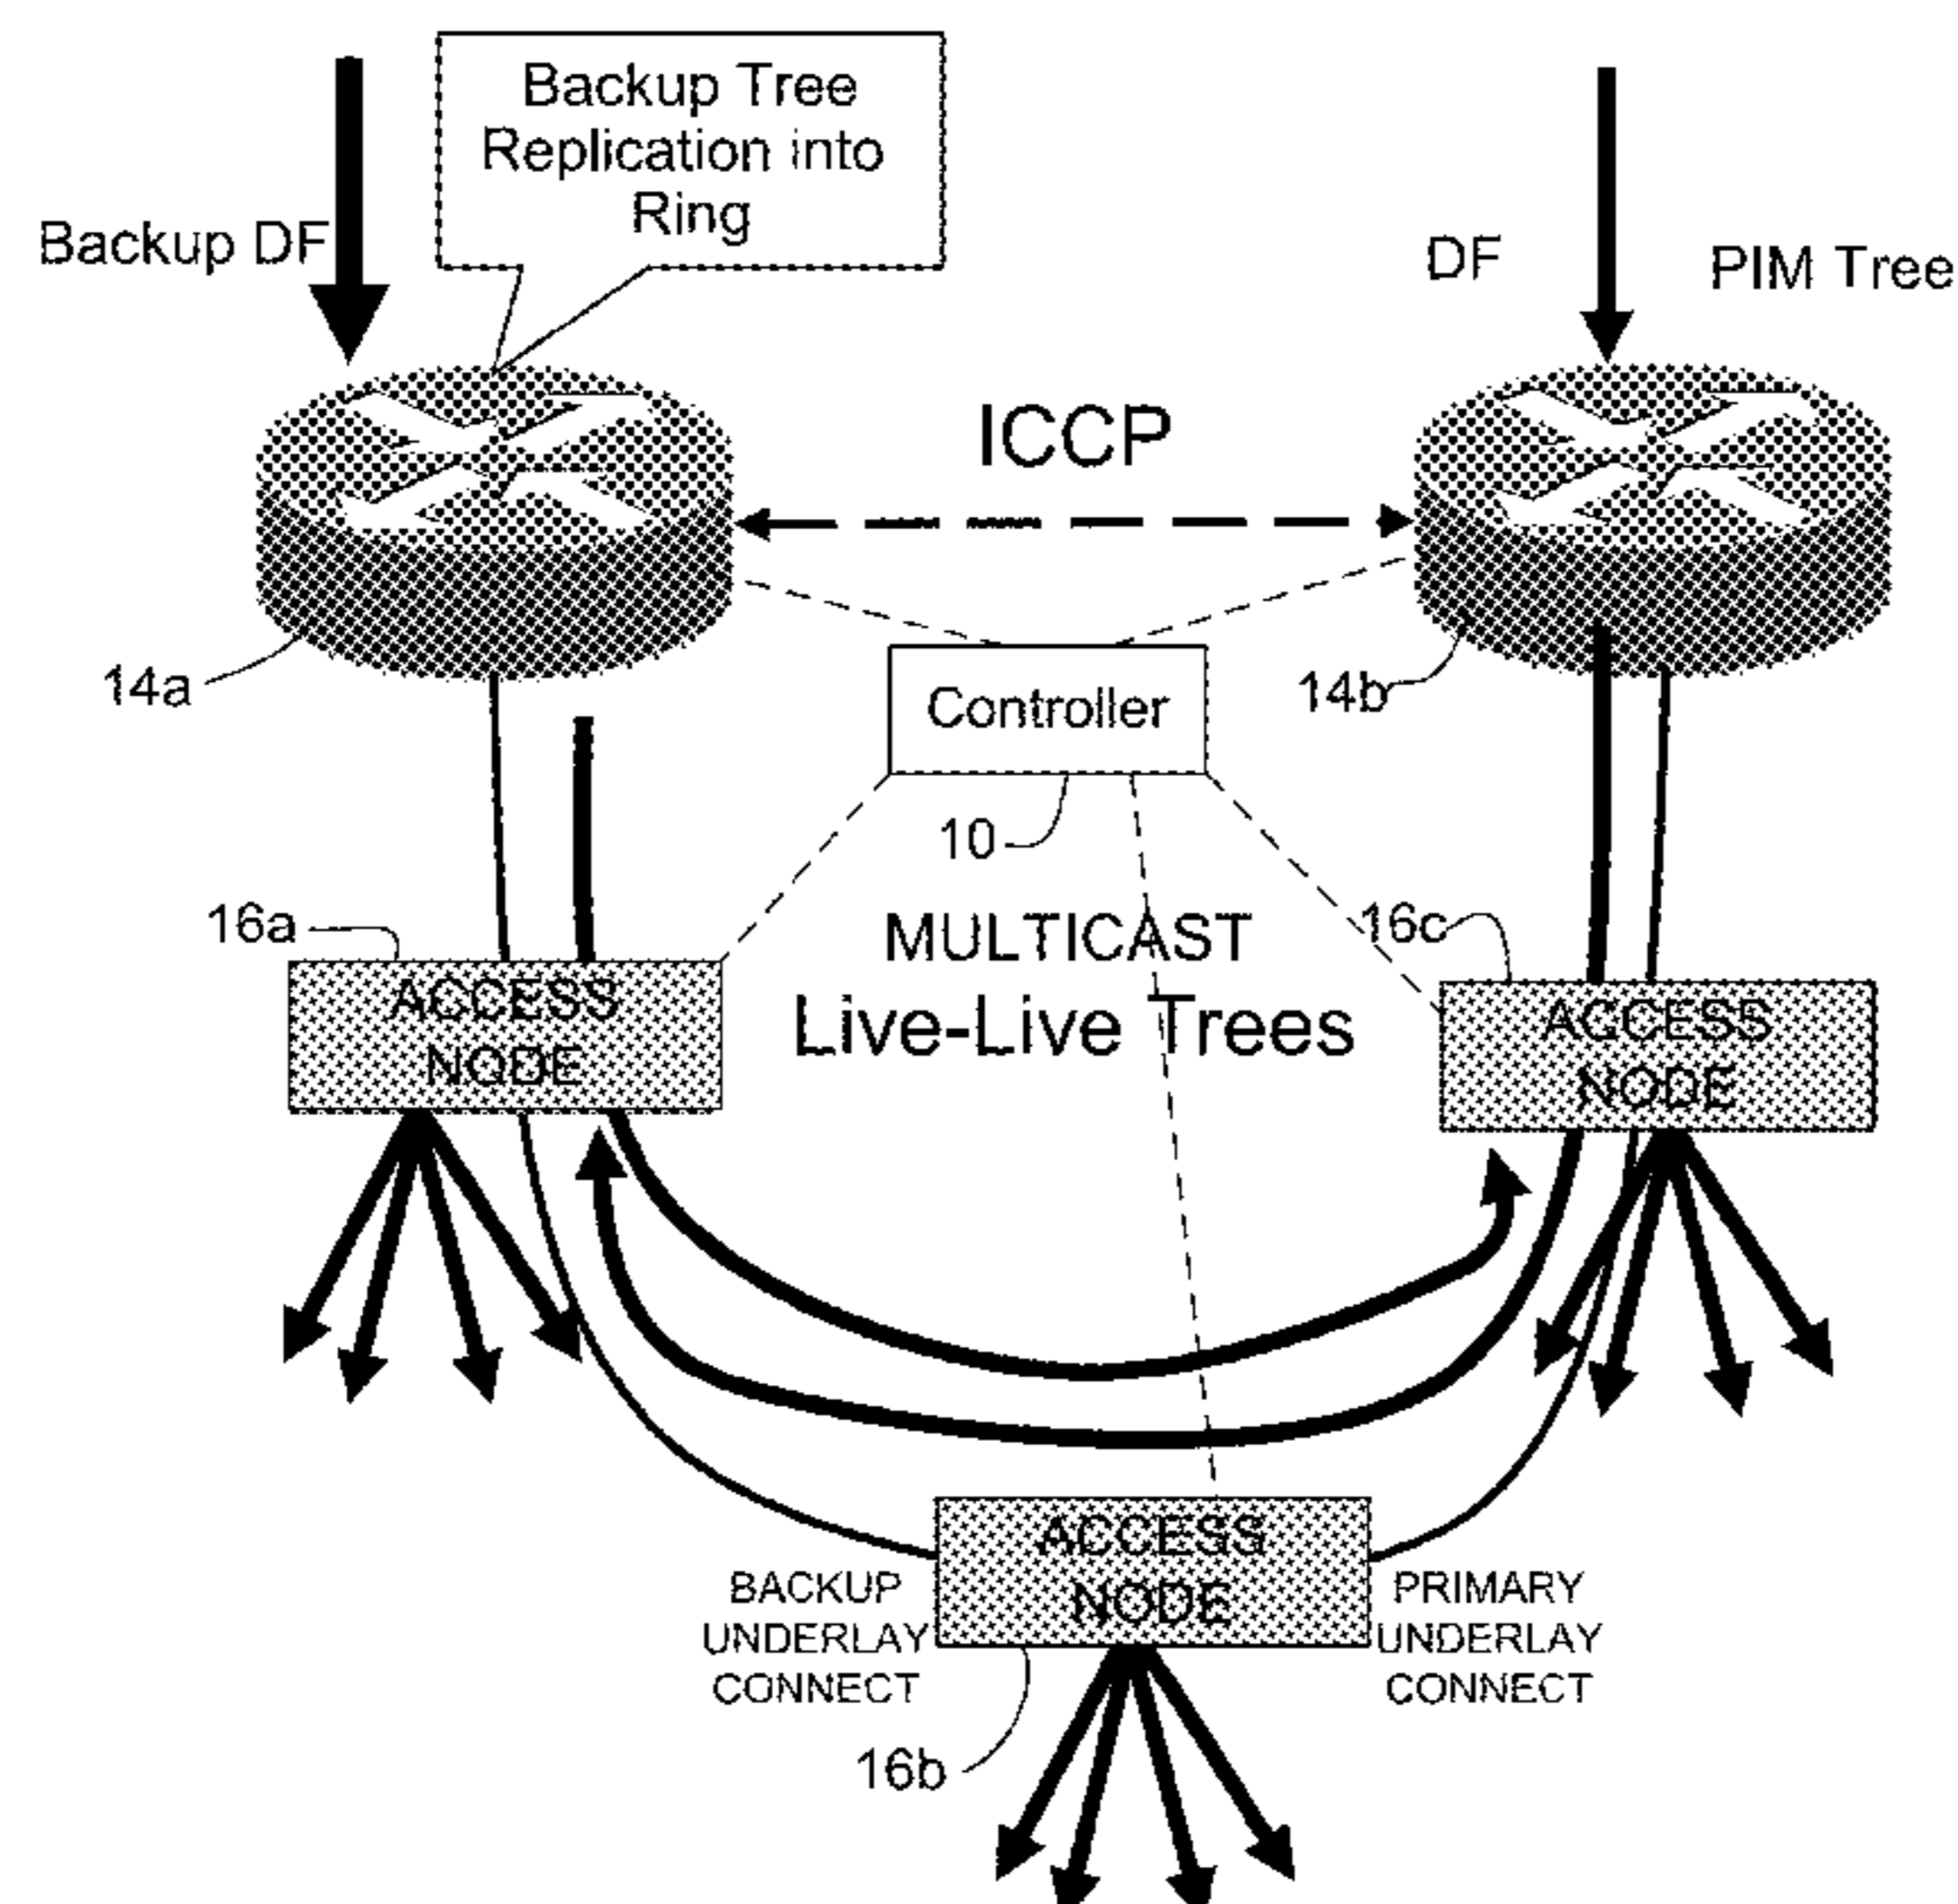 Backup Tree
Replication into
Ring
Backup DF
DF
PIM Tree
ICCP
14a
Controller
14b
10
16a
MULTICAST
Live-Live Trees
16c
ACCESS
NODE
ACCESS
NODE
ACCESS
NODE
BACKUP
UNDERLAY
CONNECT
PRIMARY
UNDERLAY
CONNECT
16b